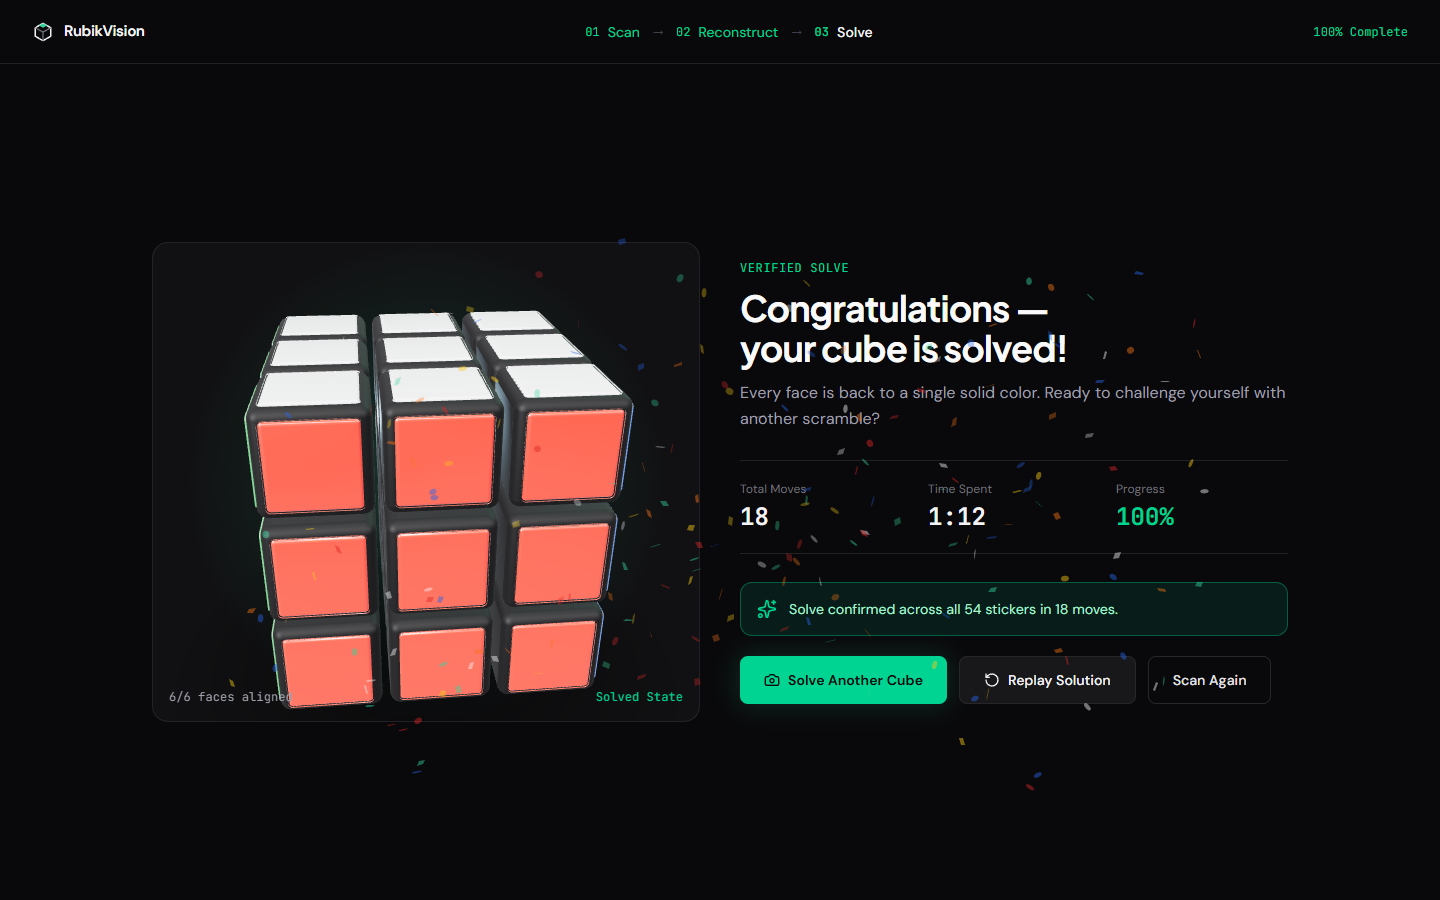 RubikVision
01 Scan → 02 Reconstruct → 03 Solve
100% Complete
VERIFIED SOLVE
Congratulations —
your cube is solved!
Every face is back to a single solid color. Ready to challenge yourself with
another scramble?
Total Moves
18
Time Spent
1:12
Progress
100%
Solve confirmed across all 54 stickers in 18 moves.
Solve Another Cube
Replay Solution
Scan Again
6/6 faces aligned
Solved State